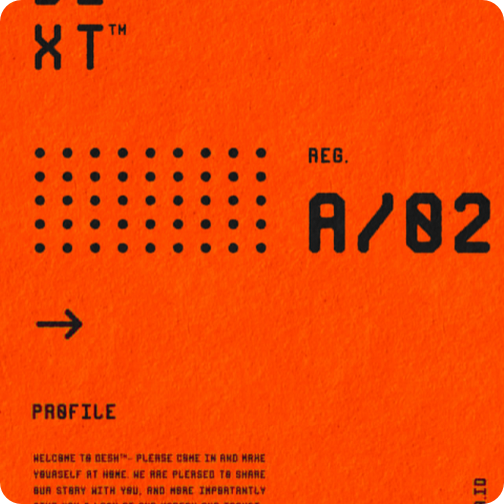 XT™
REG.
A/02
→
PROFILE
WELCOME TO DESH™- PLEASE COME IN AND MAKE
YOURSELF AT HOME. WE ARE PLEASED TO SHARE
OUR STORY WITH YOU, AND MORE IMPORTANTLY